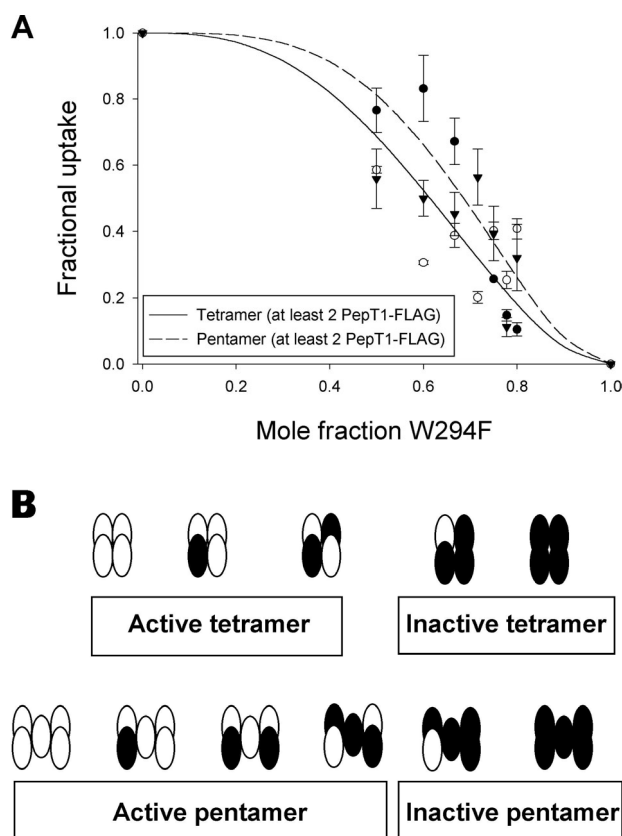 A
Fractional uptake
1.0
0.8
0.6
0.4
0.2
0.0
Tetramer (at least 2 PepT1-FLAG)
Pentamer (at least 2 PepT1-FLAG)
0.0 0.2 0.4 0.6 0.8 1.0
Mole fraction W294F
B
Active tetramer
Inactive tetramer
Active pentamer
Inactive pentamer